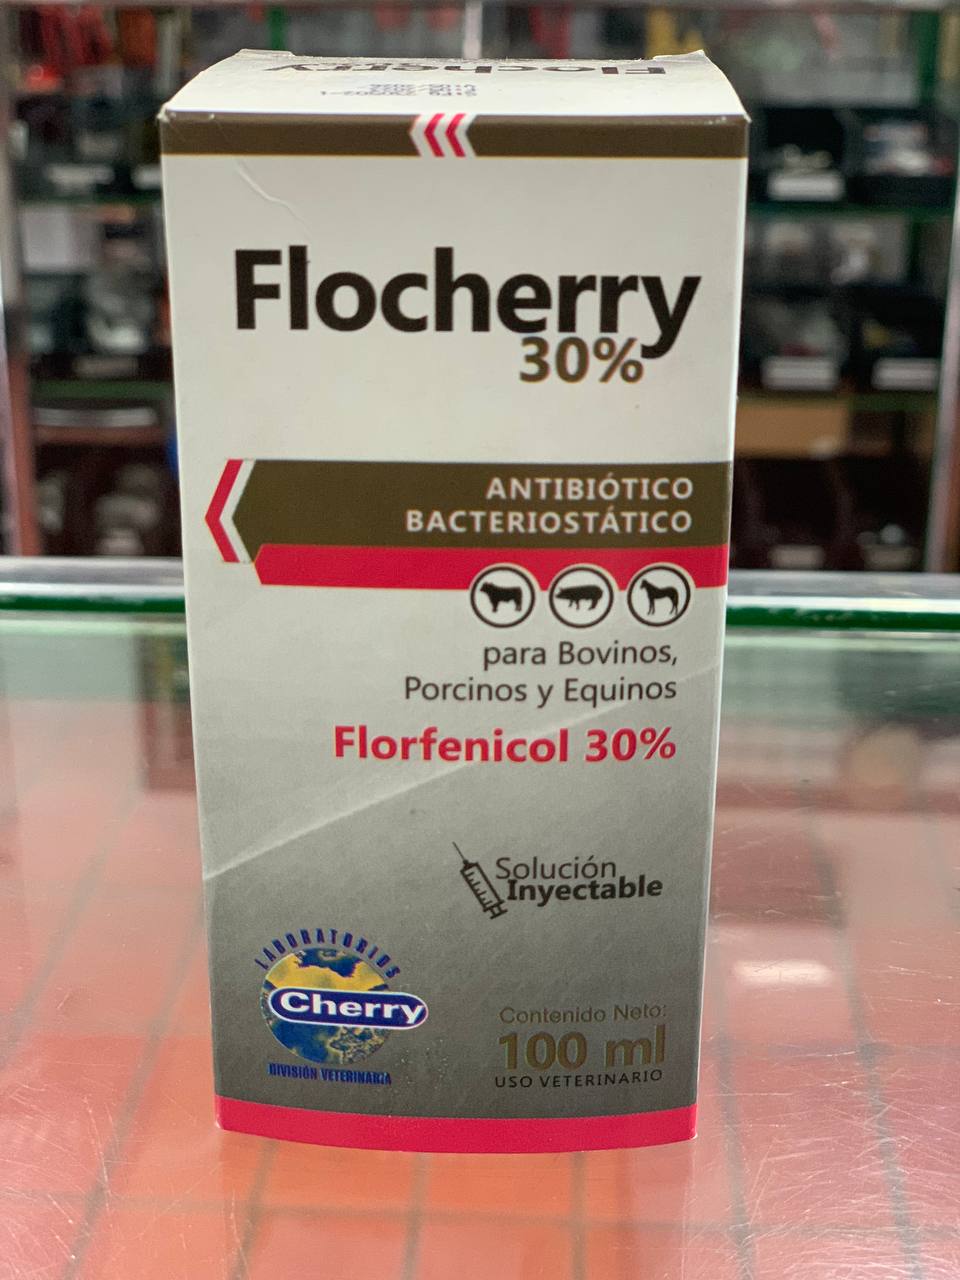 Flocherry
Flocherry
30%
ANTIBIÓTICO
BACTERIOSTÁTICO
para Bovinos,
Porcinos y Equinos
Florfenicol 30%
Solución
Inyectable
LABORATORIOS
Cherry
DIVISIÓN VETERINARIA
Contenido Neto:
100 ml
USO VETERINARIO